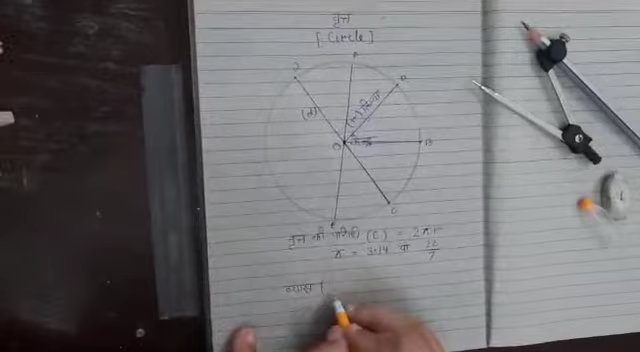 वृत्त
[Circle]
(d)
(r) त्रिज्या
O
केन्द्र
B
वृत्त की परिधि (C) = 2πr
π = 3.14 या 22/7
व्यास (